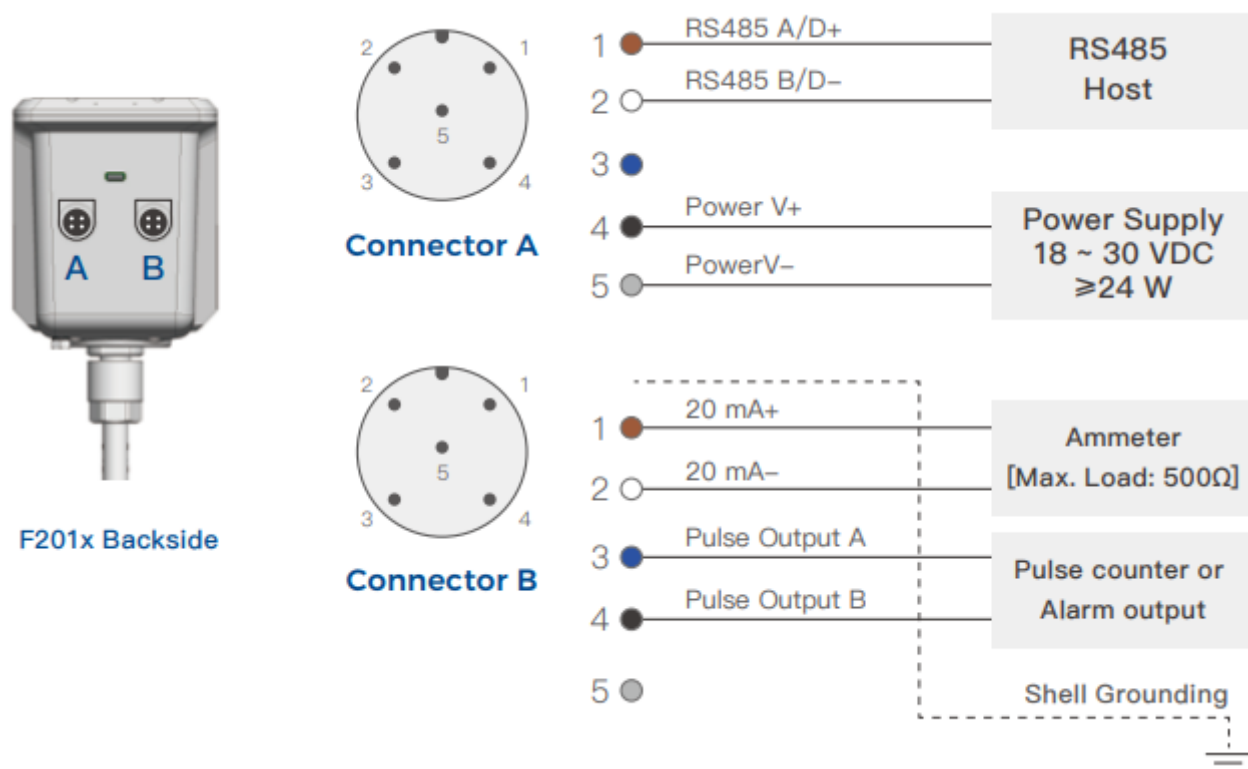 A
B
F201x Backside
2
1
5
3
4
Connector A
1
RS485 A/D+
2
RS485 B/D-
3
4
Power V+
5
PowerV-
RS485
Host
Power Supply
18 ~ 30 VDC
⩾24 W
2
1
5
3
4
Connector B
1
20 mA+
2
20 mA-
3
Pulse Output A
4
Pulse Output B
5
Ammeter
[Max. Load: 500Ω]
Pulse counter or
Alarm output
Shell Grounding